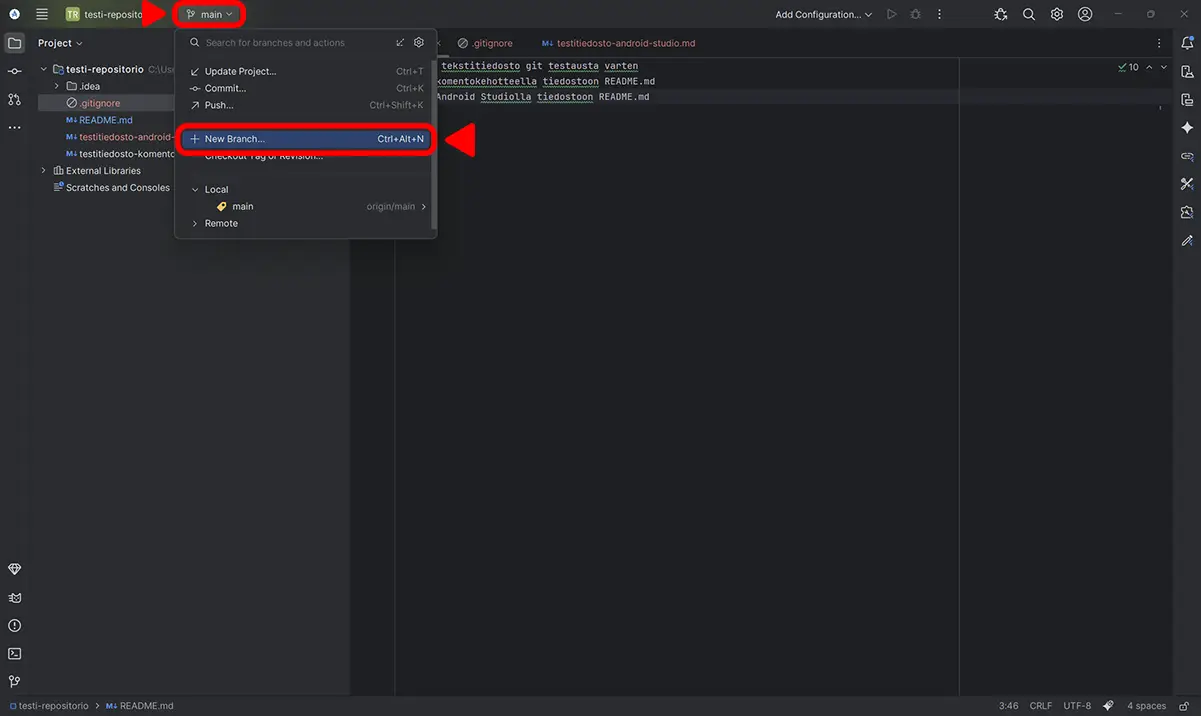 TR testi-reposito
main
Add Configuration...
Project
Search for branches and actions
.gitignore
testitiedosto-android-studio.md
testi-repositorio C:\Use
Update Project... Ctrl+T
tekstitiedosto git testausta varten
10
.idea
Commit... Ctrl+K
komentokehotteella tiedostoon README.md
.gitignore
Push... Ctrl+Shift+K
Android Studiolla tiedostoon README.md
README.md
testitiedosto-android-
New Branch... Ctrl+Alt+N
testitiedosto-komento
Checkout Tag or Revision...
External Libraries
Scratches and Consoles
Local
main origin/main
Remote
testi-repositorio
README.md
3:46 CRLF UTF-8 4 spaces